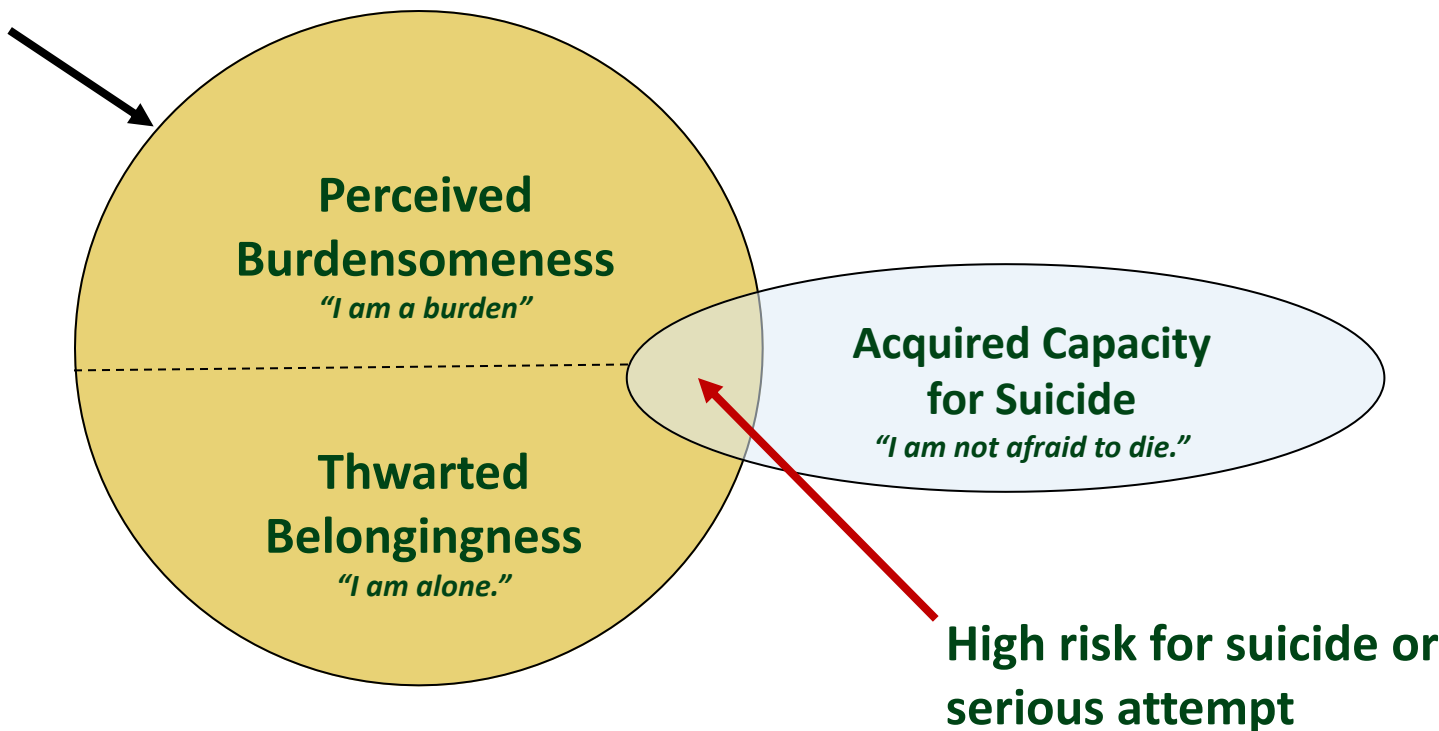 Perceived
Burdensomeness
“I am a burden”
Thwarted
Belongingness
“I am alone.”
Acquired Capacity
for Suicide
“I am not afraid to die.”
High risk for suicide or
serious attempt